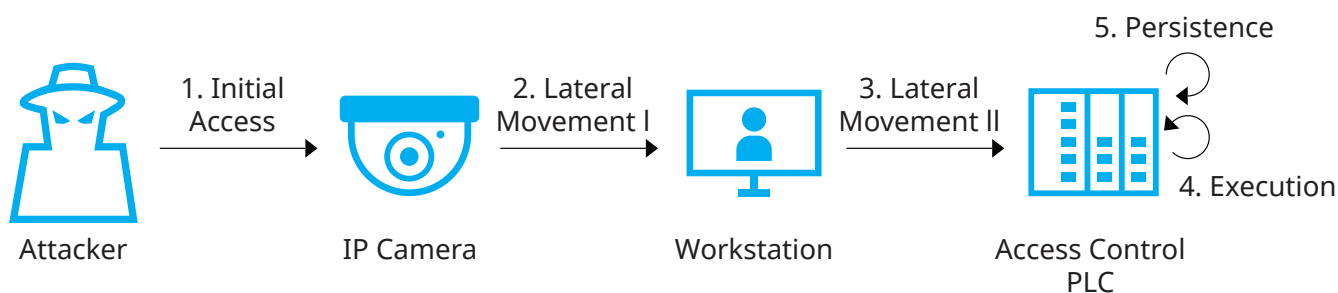 5. Persistence
1. Initial
Access
2. Lateral
Movement l
3. Lateral
Movement ll
4. Execution
Attacker
IP Camera
Workstation
Access Control
PLC